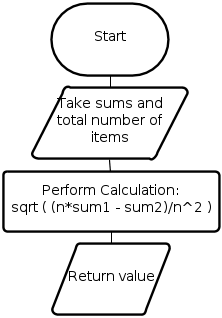 Start
Take sums and
total number of
items
Perform Calculation:
sqrt ( (n*sum1 - sum2)/n^2 )
Return value